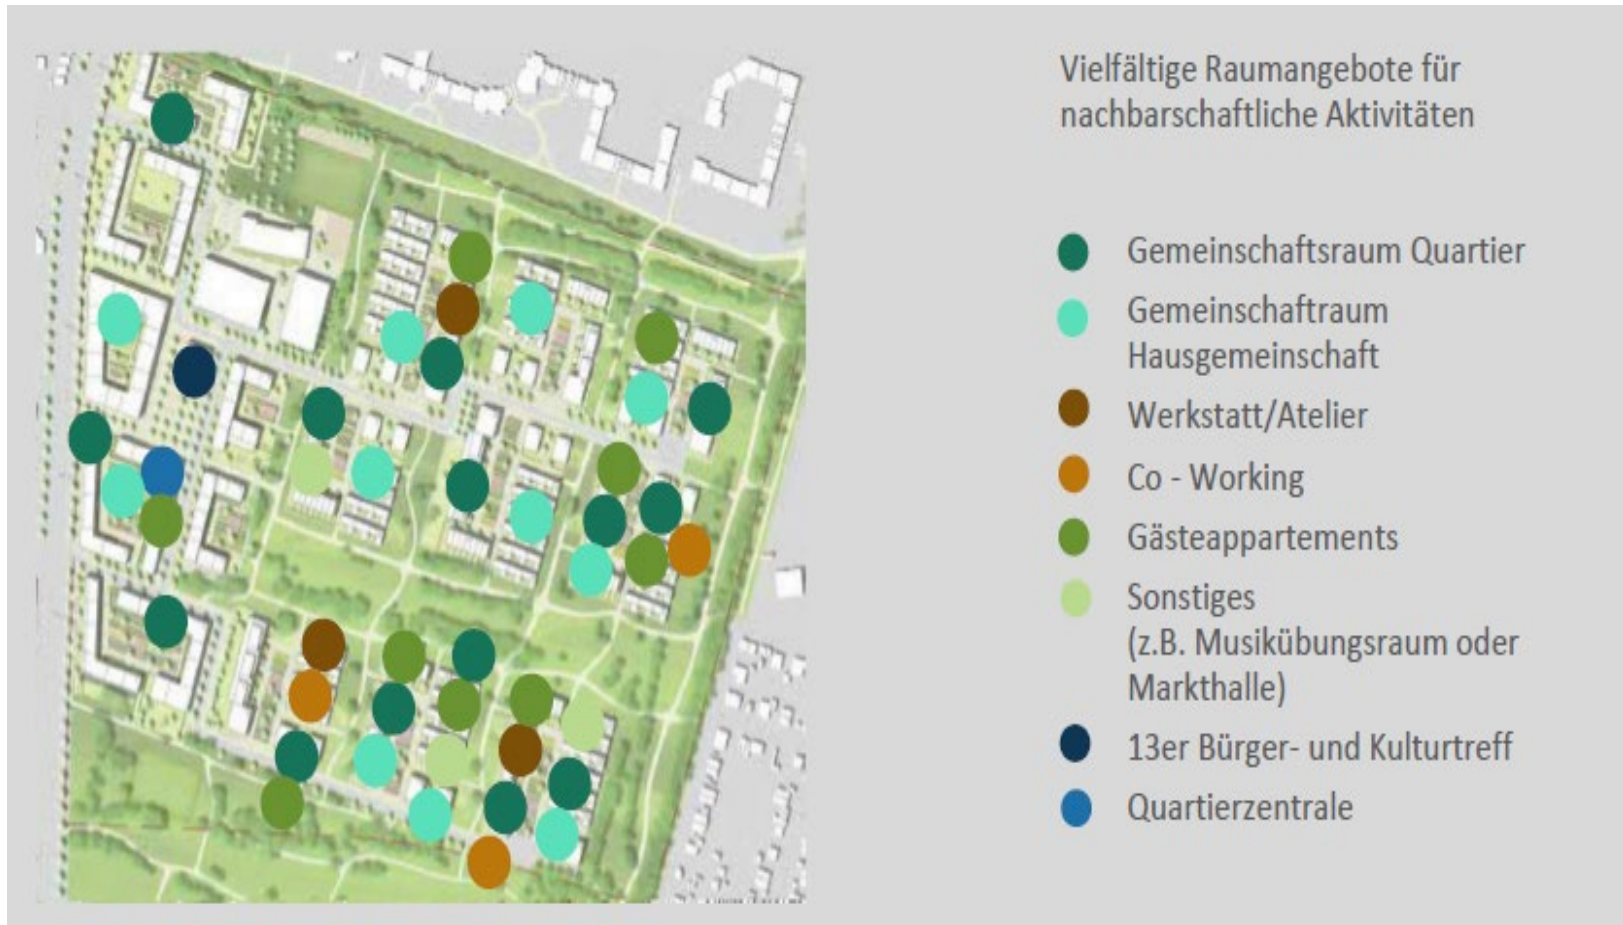 Vielfältige Raumangebote für
nachbarschaftliche Aktivitäten
Gemeinschaftsraum Quartier
Gemeinschaftraum
Hausgemeinschaft
Werkstatt/Atelier
Co - Working
Gästeappartements
Sonstiges
(z.B. Musikübungsraum oder
Markthalle)
13er Bürger- und Kulturtreff
Quartierzentrale